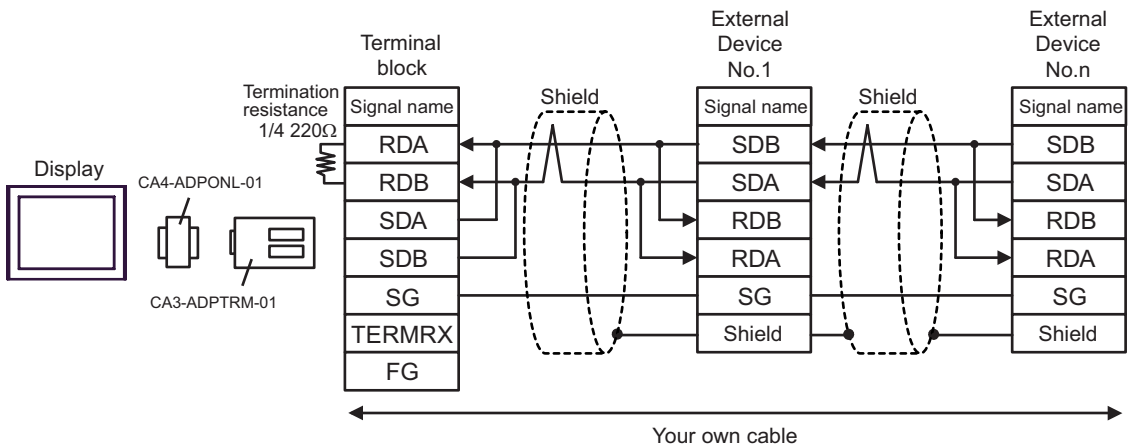 Terminal
block
External
Device
No.1
External
Device
No.n
Termination
resistance
1/4 220Ω
Signal name
Shield
Signal name
Shield
Signal name
RDA
SDB
SDB
Display
CA4-ADPONL-01
RDB
SDA
SDA
SDA
RDB
RDB
SDB
RDA
RDA
CA3-ADPTRM-01
SG
SG
SG
TERMRX
Shield
Shield
FG
Your own cable